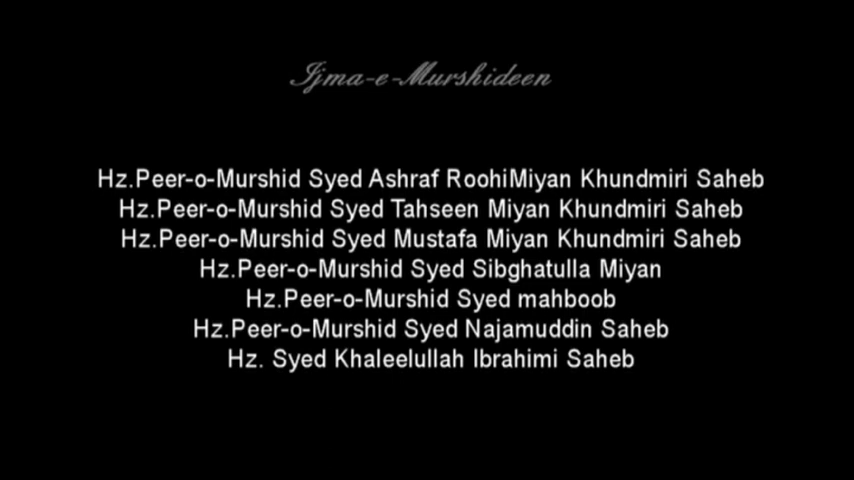 Ijma-e-Murshideen
Hz.Peer-o-Murshid Syed Ashraf RoohiMiyan Khundmiri Saheb
Hz.Peer-o-Murshid Syed Tahseen Miyan Khundmiri Saheb
Hz.Peer-o-Murshid Syed Mustafa Miyan Khundmiri Saheb
Hz.Peer-o-Murshid Syed Sibghatulla Miyan
Hz.Peer-o-Murshid Syed mahboob
Hz.Peer-o-Murshid Syed Najamuddin Saheb
Hz. Syed Khaleelullah Ibrahimi Saheb